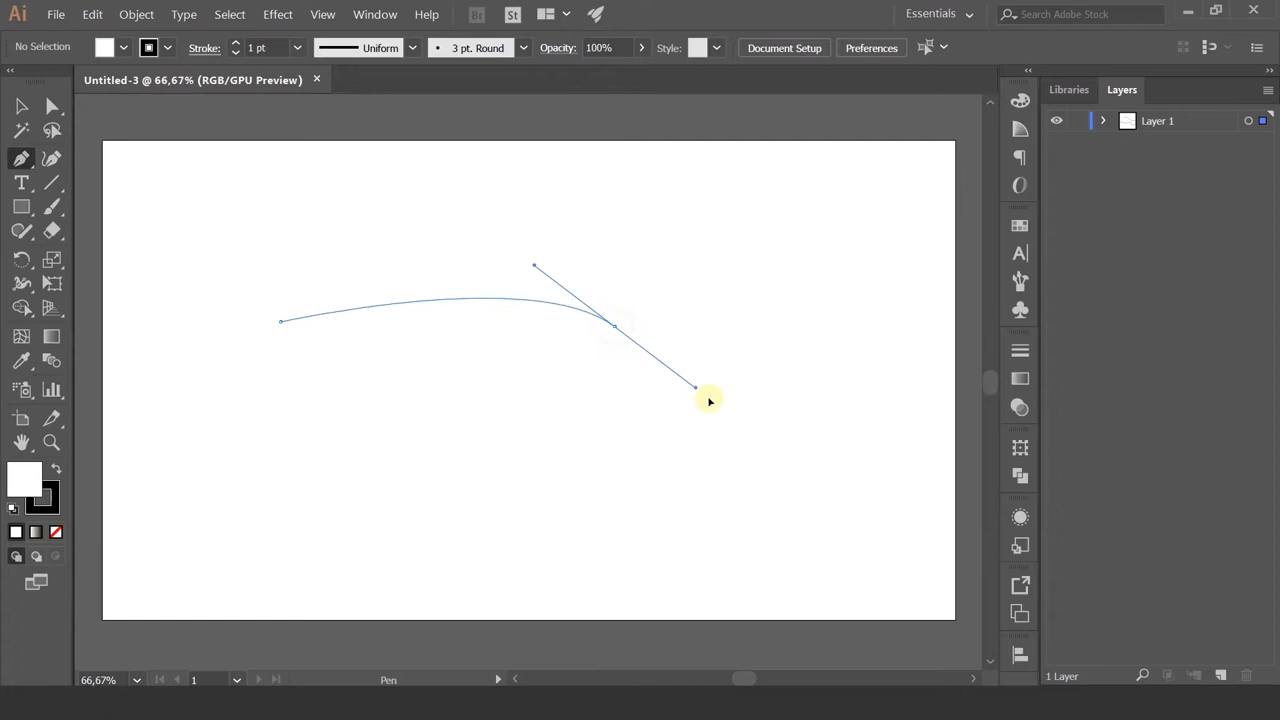 Ai File Edit Object Type Select Effect View Window Help Br St Essentials Search Adobe Stock
No Selection Stroke: 1 pt Uniform 3 pt. Round Opacity: 100% Style: Document Setup Preferences
Untitled-3 @ 66,67% (RGB/GPU Preview) ×
Libraries Layers
Layer 1
66,67% 1 Pen
1 Layer